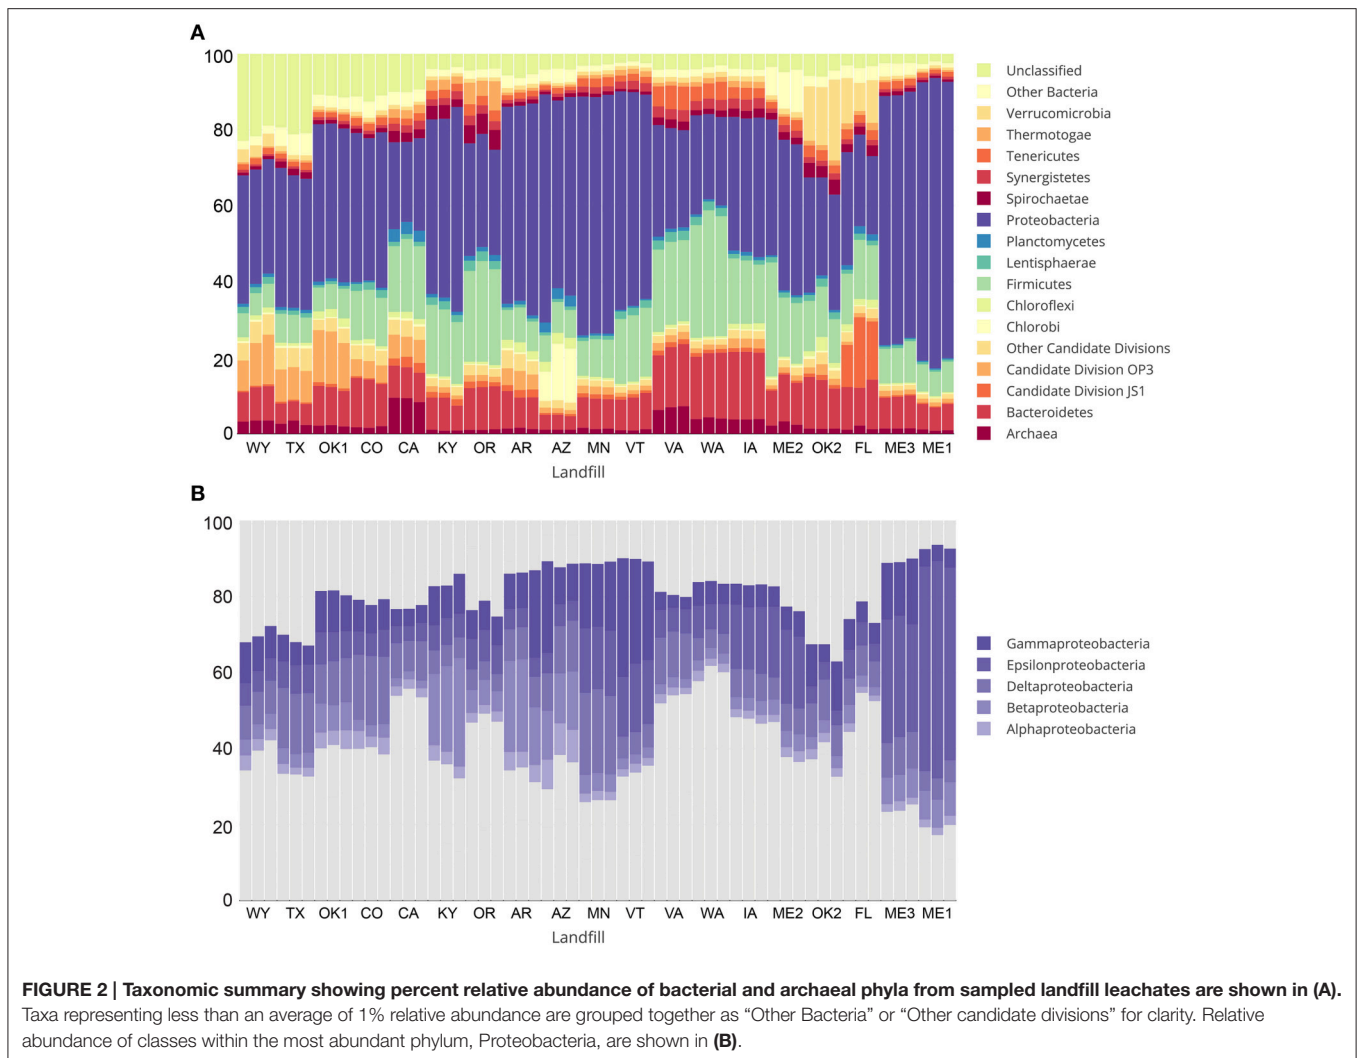 A
100
80
60
40
20
0
WY TX OK1 CO CA KY OR AR AZ MN VT VA WA IA ME2 OK2 FL ME3 ME1
Landfill
Unclassified
Other Bacteria
Verrucomicrobia
Thermotogae
Tenericutes
Synergistetes
Spirochaetae
Proteobacteria
Planctomycetes
Lentisphaerae
Firmicutes
Chloroflexi
Chlorobi
Other Candidate Divisions
Candidate Division OP3
Candidate Division JS1
Bacteroidetes
Archaea
B
100
80
60
40
20
0
WY TX OK1 CO CA KY OR AR AZ MN VT VA WA IA ME2 OK2 FL ME3 ME1
Landfill
Gammaproteobacteria
Epsilonproteobacteria
Deltaproteobacteria
Betaproteobacteria
Alphaproteobacteria
FIGURE 2 | Taxonomic summary showing percent relative abundance of bacterial and archaeal phyla from sampled landfill leachates are shown in (A).
Taxa representing less than an average of 1% relative abundance are grouped together as “Other Bacteria” or “Other candidate divisions” for clarity. Relative
abundance of classes within the most abundant phylum, Proteobacteria, are shown in (B).